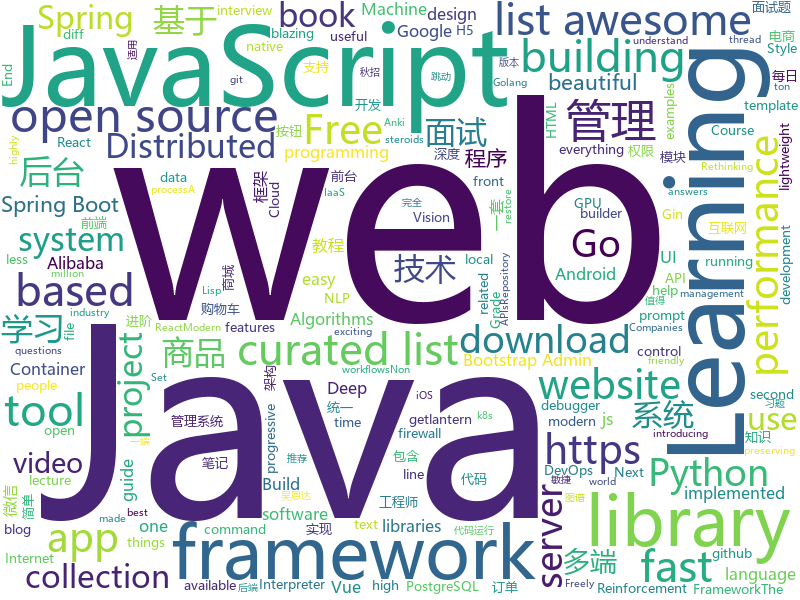 Spring
基于
book
Machine
interview
Google
design
H5
useful
diff
blazing
native
list awesome
面试题
understand
git
thread
Style
电商
JavaScript
适用
秋招
支持
跳动
版本
Golang
building
每日
ton
End
open source
Free
面试
开发
Anki
steroids
beautiful
Course
template
Learning
管理
HTML
examples
React
Distributed
按钮
深度
everything
权限
模块
Rethinking
lightweight
highly
programming
程序
后台
data
processA
框架
前台
IaaS
Cloud
front
GPU
builder
Gin
answers
performance
Spring Boot
前端
一套
完全
restore
Vision
Go
互联网
development
system
商城
教程
技术
local
related
Grade
UI
API
ApisRepository
less
Alibaba
easy
Android
running
million
Lisp
购物车
NLP
help
值得
based
industry
进阶
features
Algorithms
prompt
management
Companies
学习
file
ReactModern
exciting
project
商品
curated list
download
Bootstrap Admin
questions
Container
people
Set
架构
Deep
workflowsNon
control
website
second
习题
tool
管理系统
统一
getlantern
iOS
debugger
modern
js
系统
friendly
open
progressive
time
firewall
k8s
introducing
use
video
guide
微信
笔记
Build
包含
line
DevOps
Next
https
Python
知识
preserving
app
lecture
简单
一端
software
代码
工程师
敏捷
implemented
blog
one
推荐
text
libraries
server
library
things
best
实现
command
framework
代码运行
图谱
world
Internet
made
吴恩达
多端
fast
language
collection
available
后端
Interpreter
Vue
high
PostgreSQL
订单
github
Freely
Reinforcement
FrameworkThe
web
Java